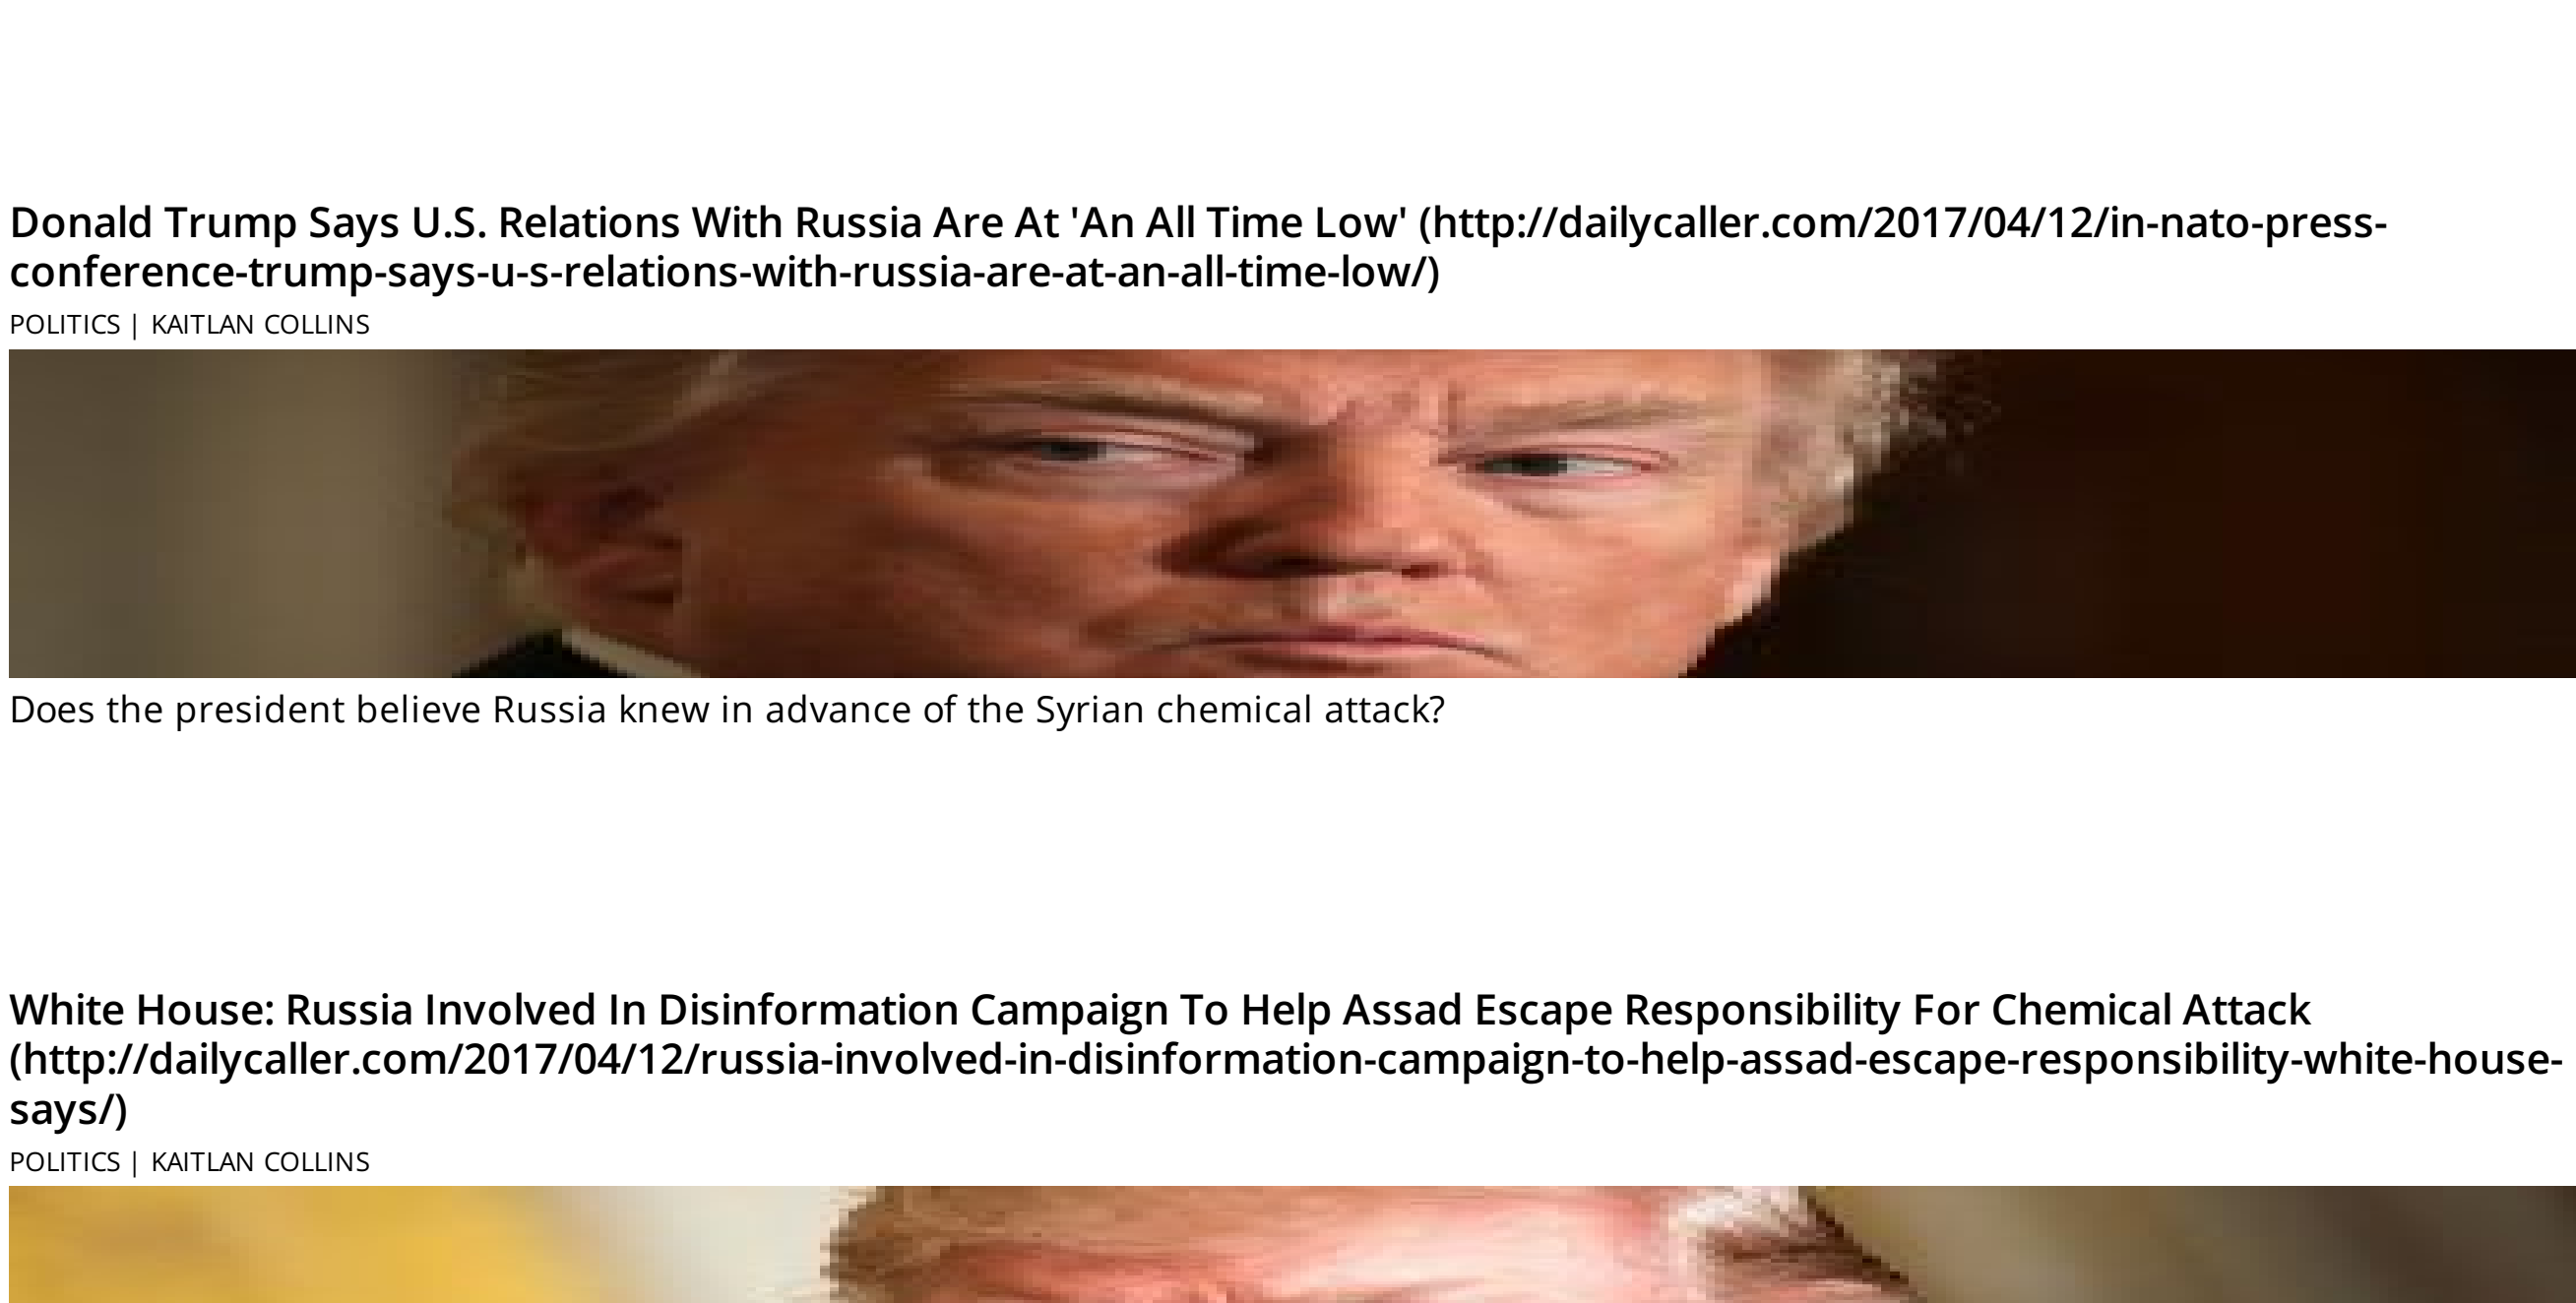 Donald Trump Says U.S. Relations With Russia Are At 'An All Time Low' (http://dailycaller.com/2017/04/12/in-nato-press-
conference-trump-says-u-s-relations-with-russia-are-at-an-all-time-low/)
POLITICS | KAITLAN COLLINS
Does the president believe Russia knew in advance of the Syrian chemical attack?
White House: Russia Involved In Disinformation Campaign To Help Assad Escape Responsibility For Chemical Attack
(http://dailycaller.com/2017/04/12/russia-involved-in-disinformation-campaign-to-help-assad-escape-responsibility-white-house-
says/)
POLITICS | KAITLAN COLLINS